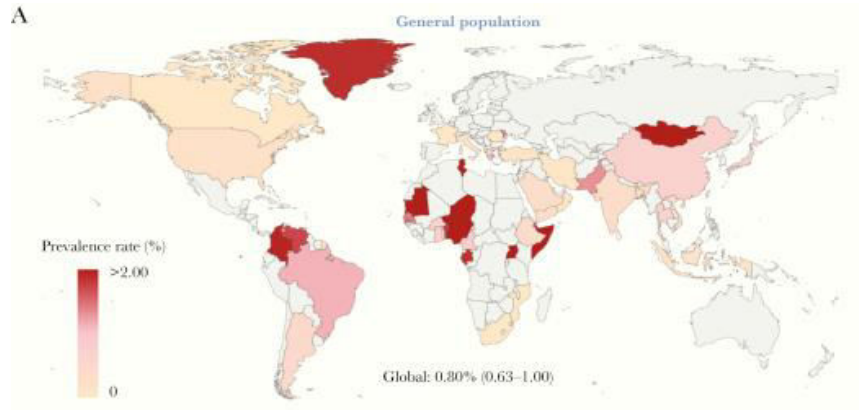 A
General population
Prevalence rate (%)
>2.00
0
Global: 0.80% (0.63–1.00)